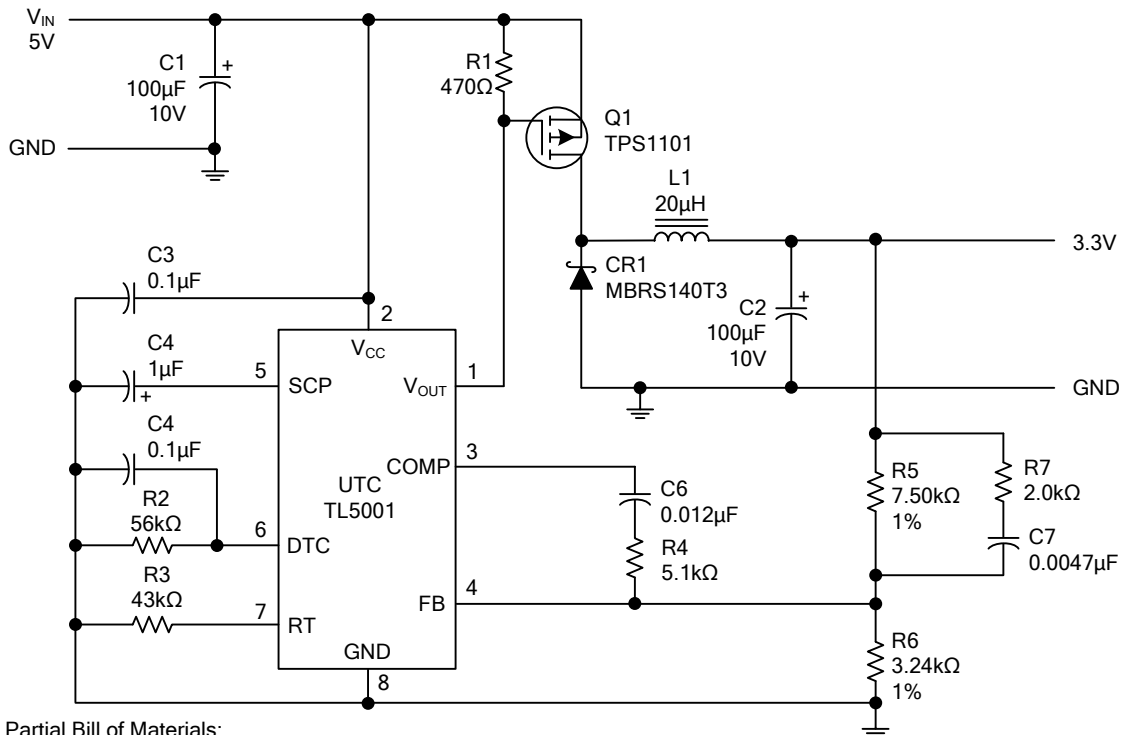 VIN
5V
C1
100µF
10V
GND
R1
470Ω
Q1
TPS1101
L1
20µH
3.3V
CR1
MBRS140T3
C2
100µF
10V
GND
C3
0.1µF
2
VCC
C4
1µF
5
SCP
VOUT
1
C4
0.1µF
COMP
3
UTC
TL5001
C6
0.012µF
R4
5.1kΩ
R5
7.50kΩ
1%
R7
2.0kΩ
C7
0.0047µF
R2
56kΩ
6
DTC
R3
43kΩ
7
RT
FB
4
GND
8
R6
3.24kΩ
1%
Partial Bill of Materials: